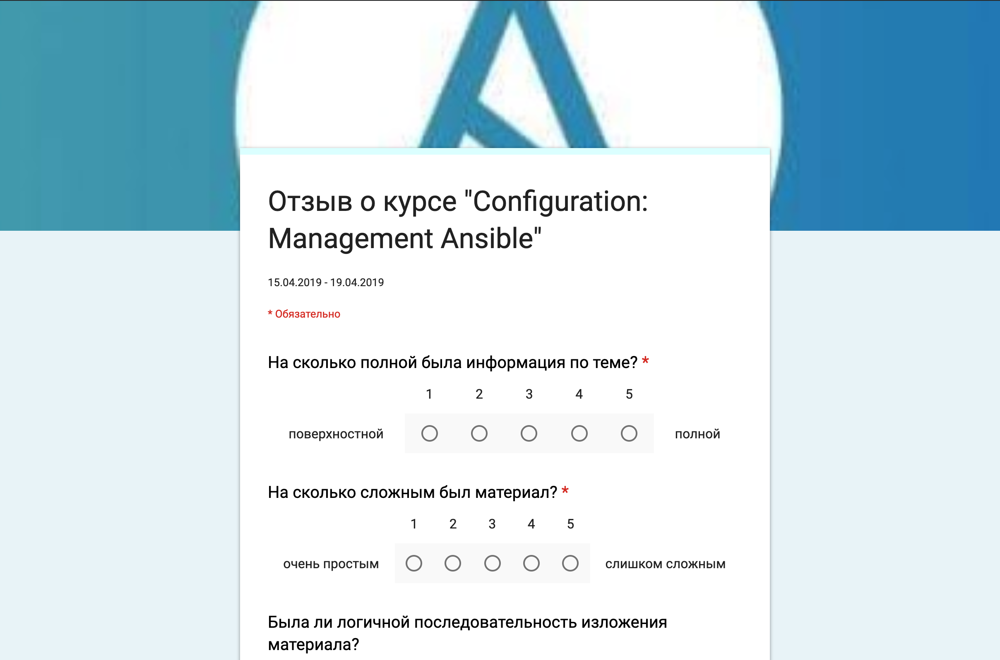 Отзыв о курсе "Configuration:
Management Ansible"
15.04.2019 - 19.04.2019
* Обязательно
На сколько полной была информация по теме? *
1 2 3 4 5
поверхностной полной
На сколько сложным был материал? *
1 2 3 4 5
очень простым слишком сложным
Была ли логичной последовательность изложения
материала?